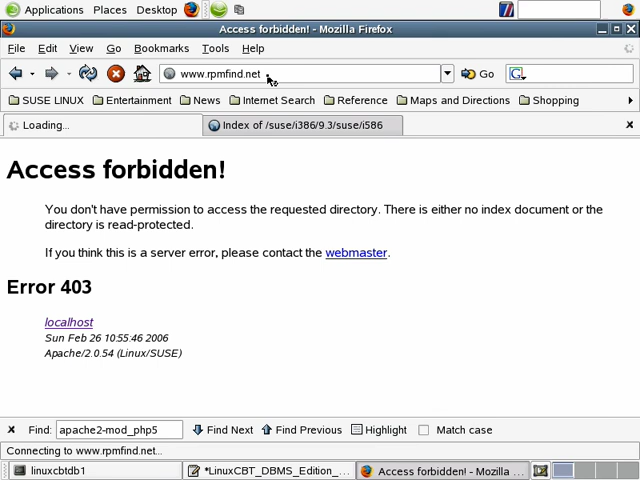 Applications Places Desktop
Access forbidden! - Mozilla Firefox
File Edit View Go Bookmarks Tools Help
www.rpmfind.net Go G
SUSE LINUX Entertainment News Internet Search Reference Maps and Directions Shopping
Loading... Index of /suse/i386/9.3/suse/i586 x
Access forbidden!
You don't have permission to access the requested directory. There is either no index document or the
directory is read-protected.
If you think this is a server error, please contact the webmaster.
Error 403
localhost
Sun Feb 26 10:55:46 2006
Apache/2.0.54 (Linux/SUSE)
x Find: apache2-mod_php5 Find Next Find Previous Highlight Match case
Connecting to www.rpmfind.net...
linuxcbtdb1 *LinuxCBT_DBMS_Edition_... Access forbidden! - Mozilla ...